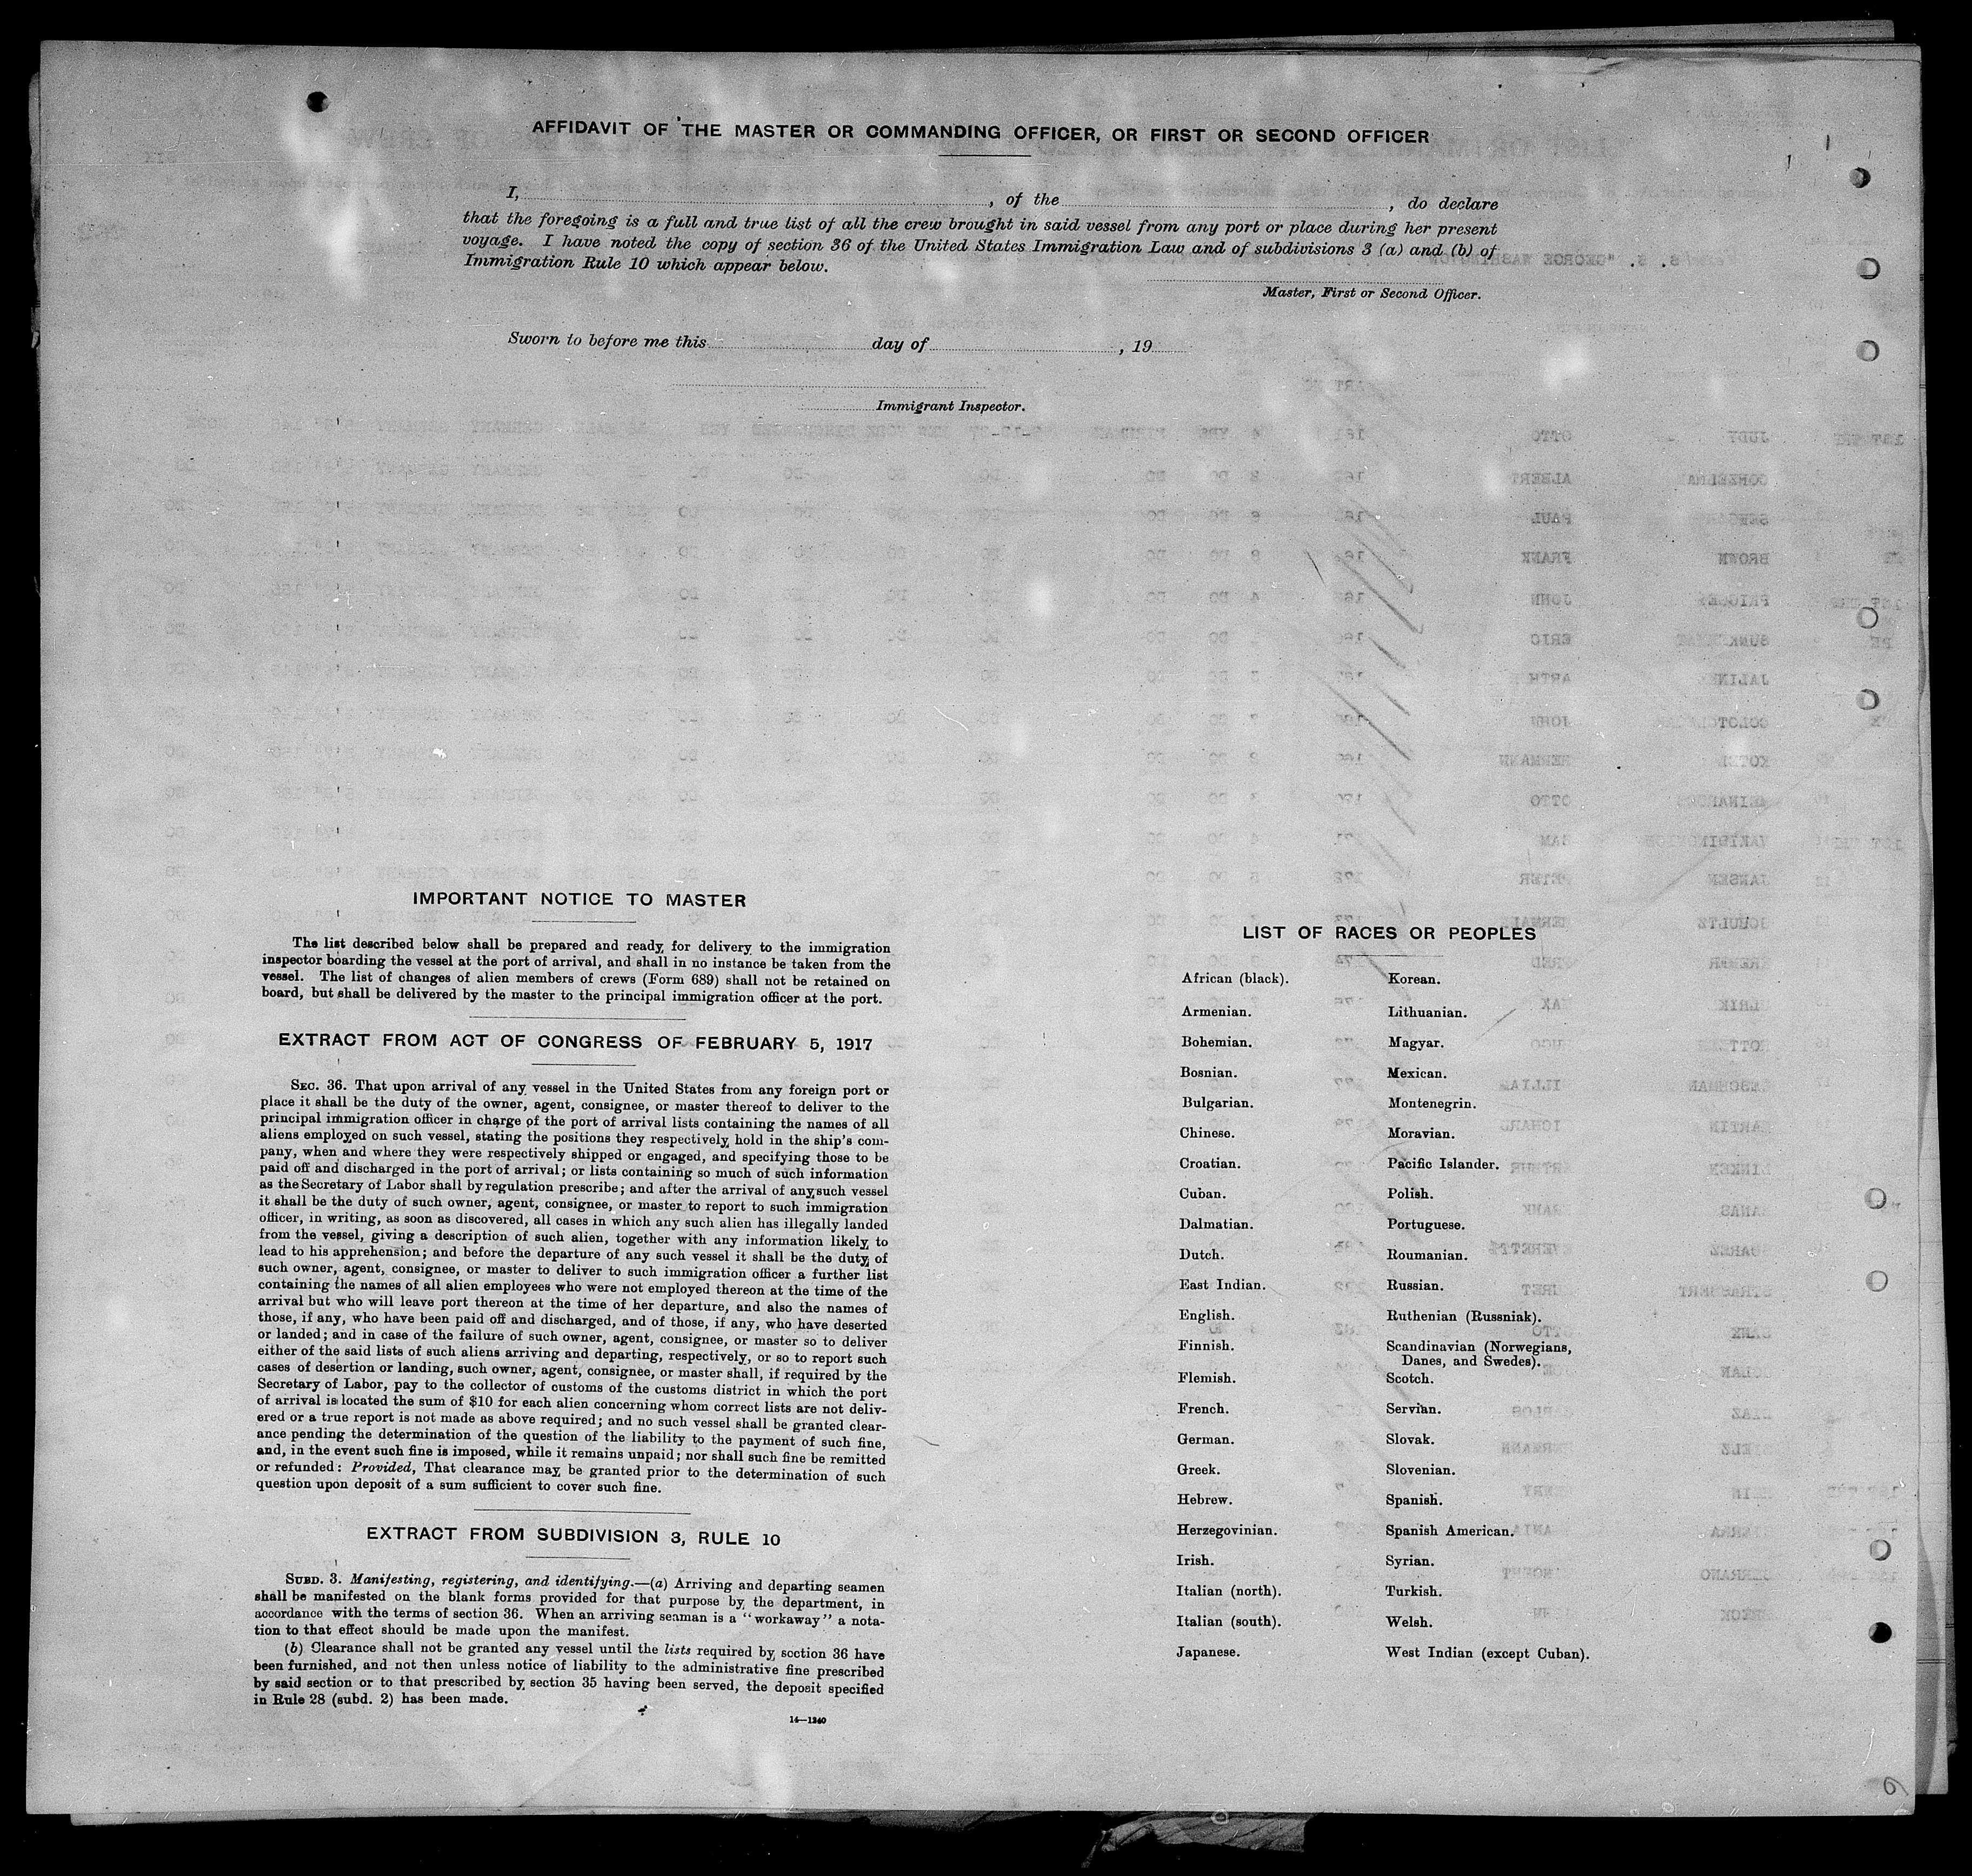 AFFIDAVIT OF THE MASTER OR COMMANDING OFFICER, OR FIRST OR SECOND OFFICER
I, , of the , do declare
that the foregoing is a full and true list of all the crew brought in said vessel from any port or place during her present
voyage. I have noted the copy of section 36 of the United States Immigration Law and of subdivisions 3 (a) and (b) of
Immigration Rule 10 which appear below.
Master, First or Second Officer.
Sworn to before me this day of , 19
Immigrant Inspector.
IMPORTANT NOTICE TO MASTER
The list described below shall be prepared and ready for delivery to the immigration
inspector boarding the vessel at the port of arrival, and shall in no instance be taken from the
vessel. The list of changes of alien members of crews (Form 689) shall not be retained on
board, but shall be delivered by the master to the principal immigration officer at the port.
EXTRACT FROM ACT OF CONGRESS OF FEBRUARY 5, 1917
SEC. 36. That upon arrival of any vessel in the United States from any foreign port or
place it shall be the duty of the owner, agent, consignee, or master thereof to deliver to the
principal immigration officer in charge of the port of arrival lists containing the names of all
aliens employed on such vessel, stating the positions they respectively hold in the ship's com-
pany, when and where they were respectively shipped or engaged, and specifying those to be
paid off and discharged in the port of arrival; or lists containing so much of such information
as the Secretary of Labor shall by regulation prescribe; and after the arrival of any such vessel
it shall be the duty of such owner, agent, consignee, or master to report to such immigration
officer, in writing, as soon as discovered, all cases in which any such alien has illegally landed
from the vessel, giving a description of such alien, together with any information likely to
lead to his apprehension; and before the departure of any such vessel it shall be the duty of
such owner, agent, consignee, or master to deliver to such immigration officer a further list
containing the names of all alien employees who were not employed thereon at the time of the
arrival but who will leave port thereon at the time of her departure, and also the names of
those, if any, who have been paid off and discharged, and of those, if any, who have deserted
or landed; and in case of the failure of such owner, agent, consignee, or master so to deliver
either of the said lists of such aliens arriving and departing, respectively, or so to report such
cases of desertion or landing, such owner, agent, consignee, or master shall, if required by the
Secretary of Labor, pay to the collector of customs of the customs district in which the port
of arrival is located the sum of $10 for each alien concerning whom correct lists are not deliv-
ered or a true report is not made as above required; and no such vessel shall be granted clear-
ance pending the determination of the question of the liability to the payment of such fine,
and, in the event such fine is imposed, while it remains unpaid; nor shall such fine be remitted
or refunded: Provided, That clearance may be granted prior to the determination of such
question upon deposit of a sum sufficient to cover such fine.
EXTRACT FROM SUBDIVISION 3, RULE 10
SUBD. 3. Manifesting, registering, and identifying.—(a) Arriving and departing seamen
shall be manifested on the blank forms provided for that purpose by the department, in
accordance with the terms of section 36. When an arriving seaman is a "workaway" a nota-
tion to that effect should be made upon the manifest.
(b) Clearance shall not be granted any vessel until the lists required by section 36 have
been furnished, and not then unless notice of liability to the administrative fine prescribed
by said section or to that prescribed by section 35 having been served, the deposit specified
in Rule 28 (subd. 2) has been made.
14—1240
LIST OF RACES OR PEOPLES
African (black).
Armenian.
Bohemian.
Bosnian.
Bulgarian.
Chinese.
Croatian.
Cuban.
Dalmatian.
Dutch.
East Indian.
English.
Finnish.
Flemish.
French.
German.
Greek.
Hebrew.
Herzegovinian.
Irish.
Italian (north).
Italian (south).
Japanese.
Korean.
Lithuanian.
Magyar.
Mexican.
Montenegrin.
Moravian.
Pacific Islander.
Polish.
Portuguese.
Roumanian.
Russian.
Ruthenian (Russniak).
Scandinavian (Norwegians,
Danes, and Swedes).
Scotch.
Servian.
Slovak.
Slovenian.
Spanish.
Spanish American.
Syrian.
Turkish.
Welsh.
West Indian (except Cuban).